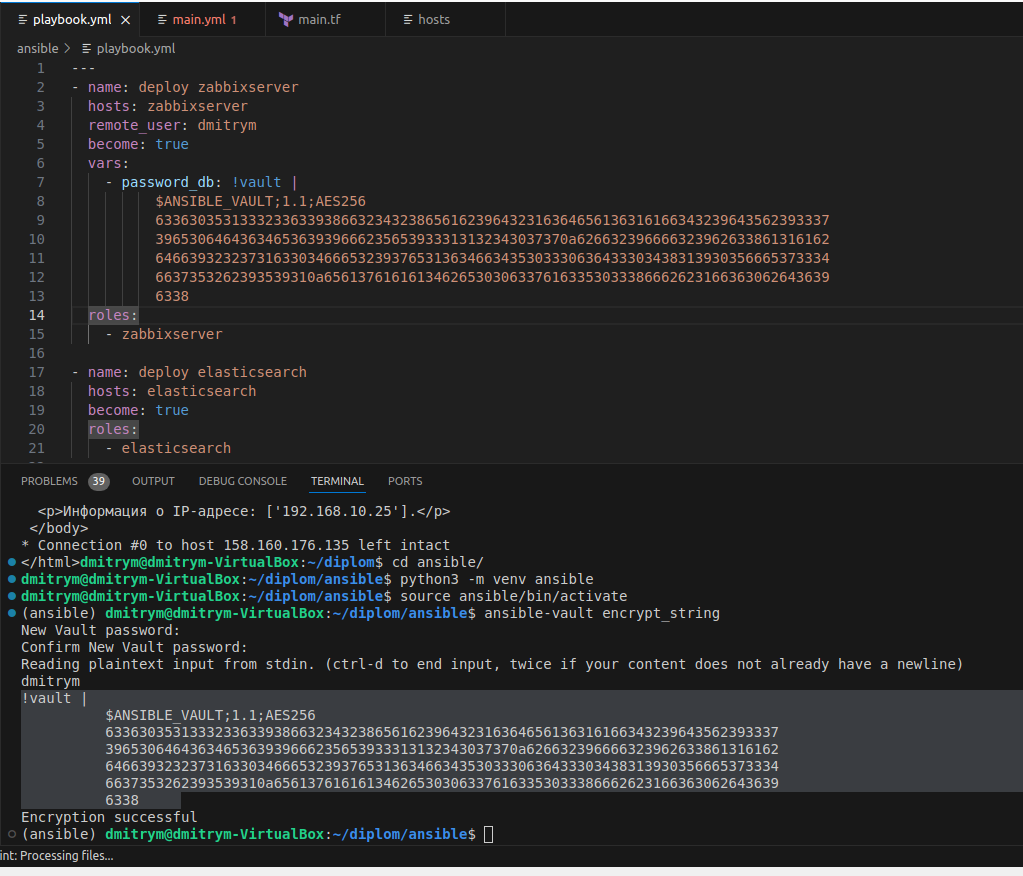 playbook.yml
main.yml 1
main.tf
hosts
ansible > playbook.yml
1 ---
2 - name: deploy zabbixserver
3 hosts: zabbixserver
4 remote_user: dmitrym
5 become: true
6 vars:
7 - password_db: !vault |
8 $ANSIBLE_VAULT;1.1;AES256
9 63363035313332336339386632343238656162396432316364656136316166343239643562393337
10 3965306464363465363939666235653933313132343037370a626632396666323962633861316162
11 64663932323731633034666532393765313634663435303330636433303438313930356665373334
12 6637353262393539310a656137616161346265303063376163353033386662623166363062643639
13 6338
14 roles:
15 - zabbixserver
16
17 - name: deploy elasticsearch
18 hosts: elasticsearch
19 become: true
20 roles:
21 - elasticsearch
PROBLEMS 39 OUTPUT DEBUG CONSOLE TERMINAL PORTS
<p>Информация о IP-адресе: ['192.168.10.25'].</p>
</body>
* Connection #0 to host 158.160.176.135 left intact
</html>dmitrym@dmitrym-VirtualBox:~/diplom$ cd ansible/
dmitrym@dmitrym-VirtualBox:~/diplom/ansible$ python3 -m venv ansible
dmitrym@dmitrym-VirtualBox:~/diplom/ansible$ source ansible/bin/activate
(ansible) dmitrym@dmitrym-VirtualBox:~/diplom/ansible$ ansible-vault encrypt_string
New Vault password:
Confirm New Vault password:
Reading plaintext input from stdin. (ctrl-d to end input, twice if your content does not already have a newline)
dmitrym
!vault |
$ANSIBLE_VAULT;1.1;AES256
63363035313332336339386632343238656162396432316364656136316166343239643562393337
3965306464363465363939666235653933313132343037370a626632396666323962633861316162
64663932323731633034666532393765313634663435303330636433303438313930356665373334
6637353262393539310a656137616161346265303063376163353033386662623166363062643639
6338
Encryption successful
(ansible) dmitrym@dmitrym-VirtualBox:~/diplom/ansible$
int: Processing files...